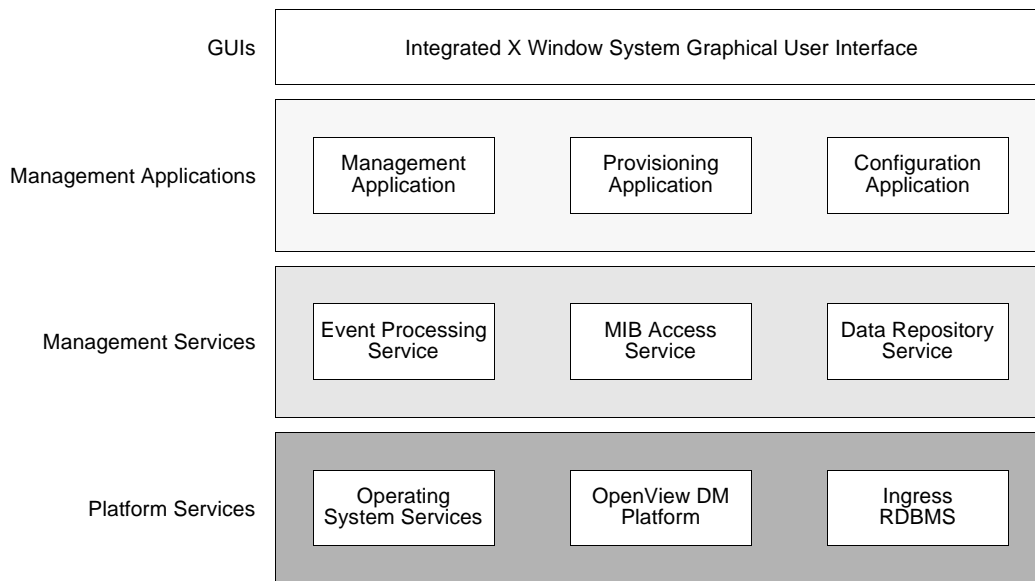 GUIs
Integrated X Window System Graphical User Interface
Management Applications
Management
Application
Provisioning
Application
Configuration
Application
Management Services
Event Processing
Service
MIB Access
Service
Data Repository
Service
Platform Services
Operating
System Services
OpenView DM
Platform
Ingress
RDBMS